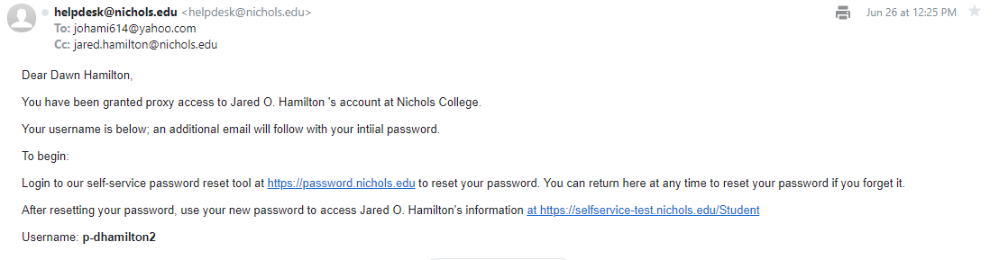 helpdesk@nichols.edu <helpdesk@nichols.edu> Jun 26 at 12:25 PM
To: johami614@yahoo.com
Cc: jared.hamilton@nichols.edu
Dear Dawn Hamilton,
You have been granted proxy access to Jared O. Hamilton 's account at Nichols College.
Your username is below; an additional email will follow with your intiial password.
To begin:
Login to our self-service password reset tool at https://password.nichols.edu to reset your password. You can return here at any time to reset your password if you forget it.
After resetting your password, use your new password to access Jared O. Hamilton's information at https://selfservice-test.nichols.edu/Student
Username: p-dhamilton2